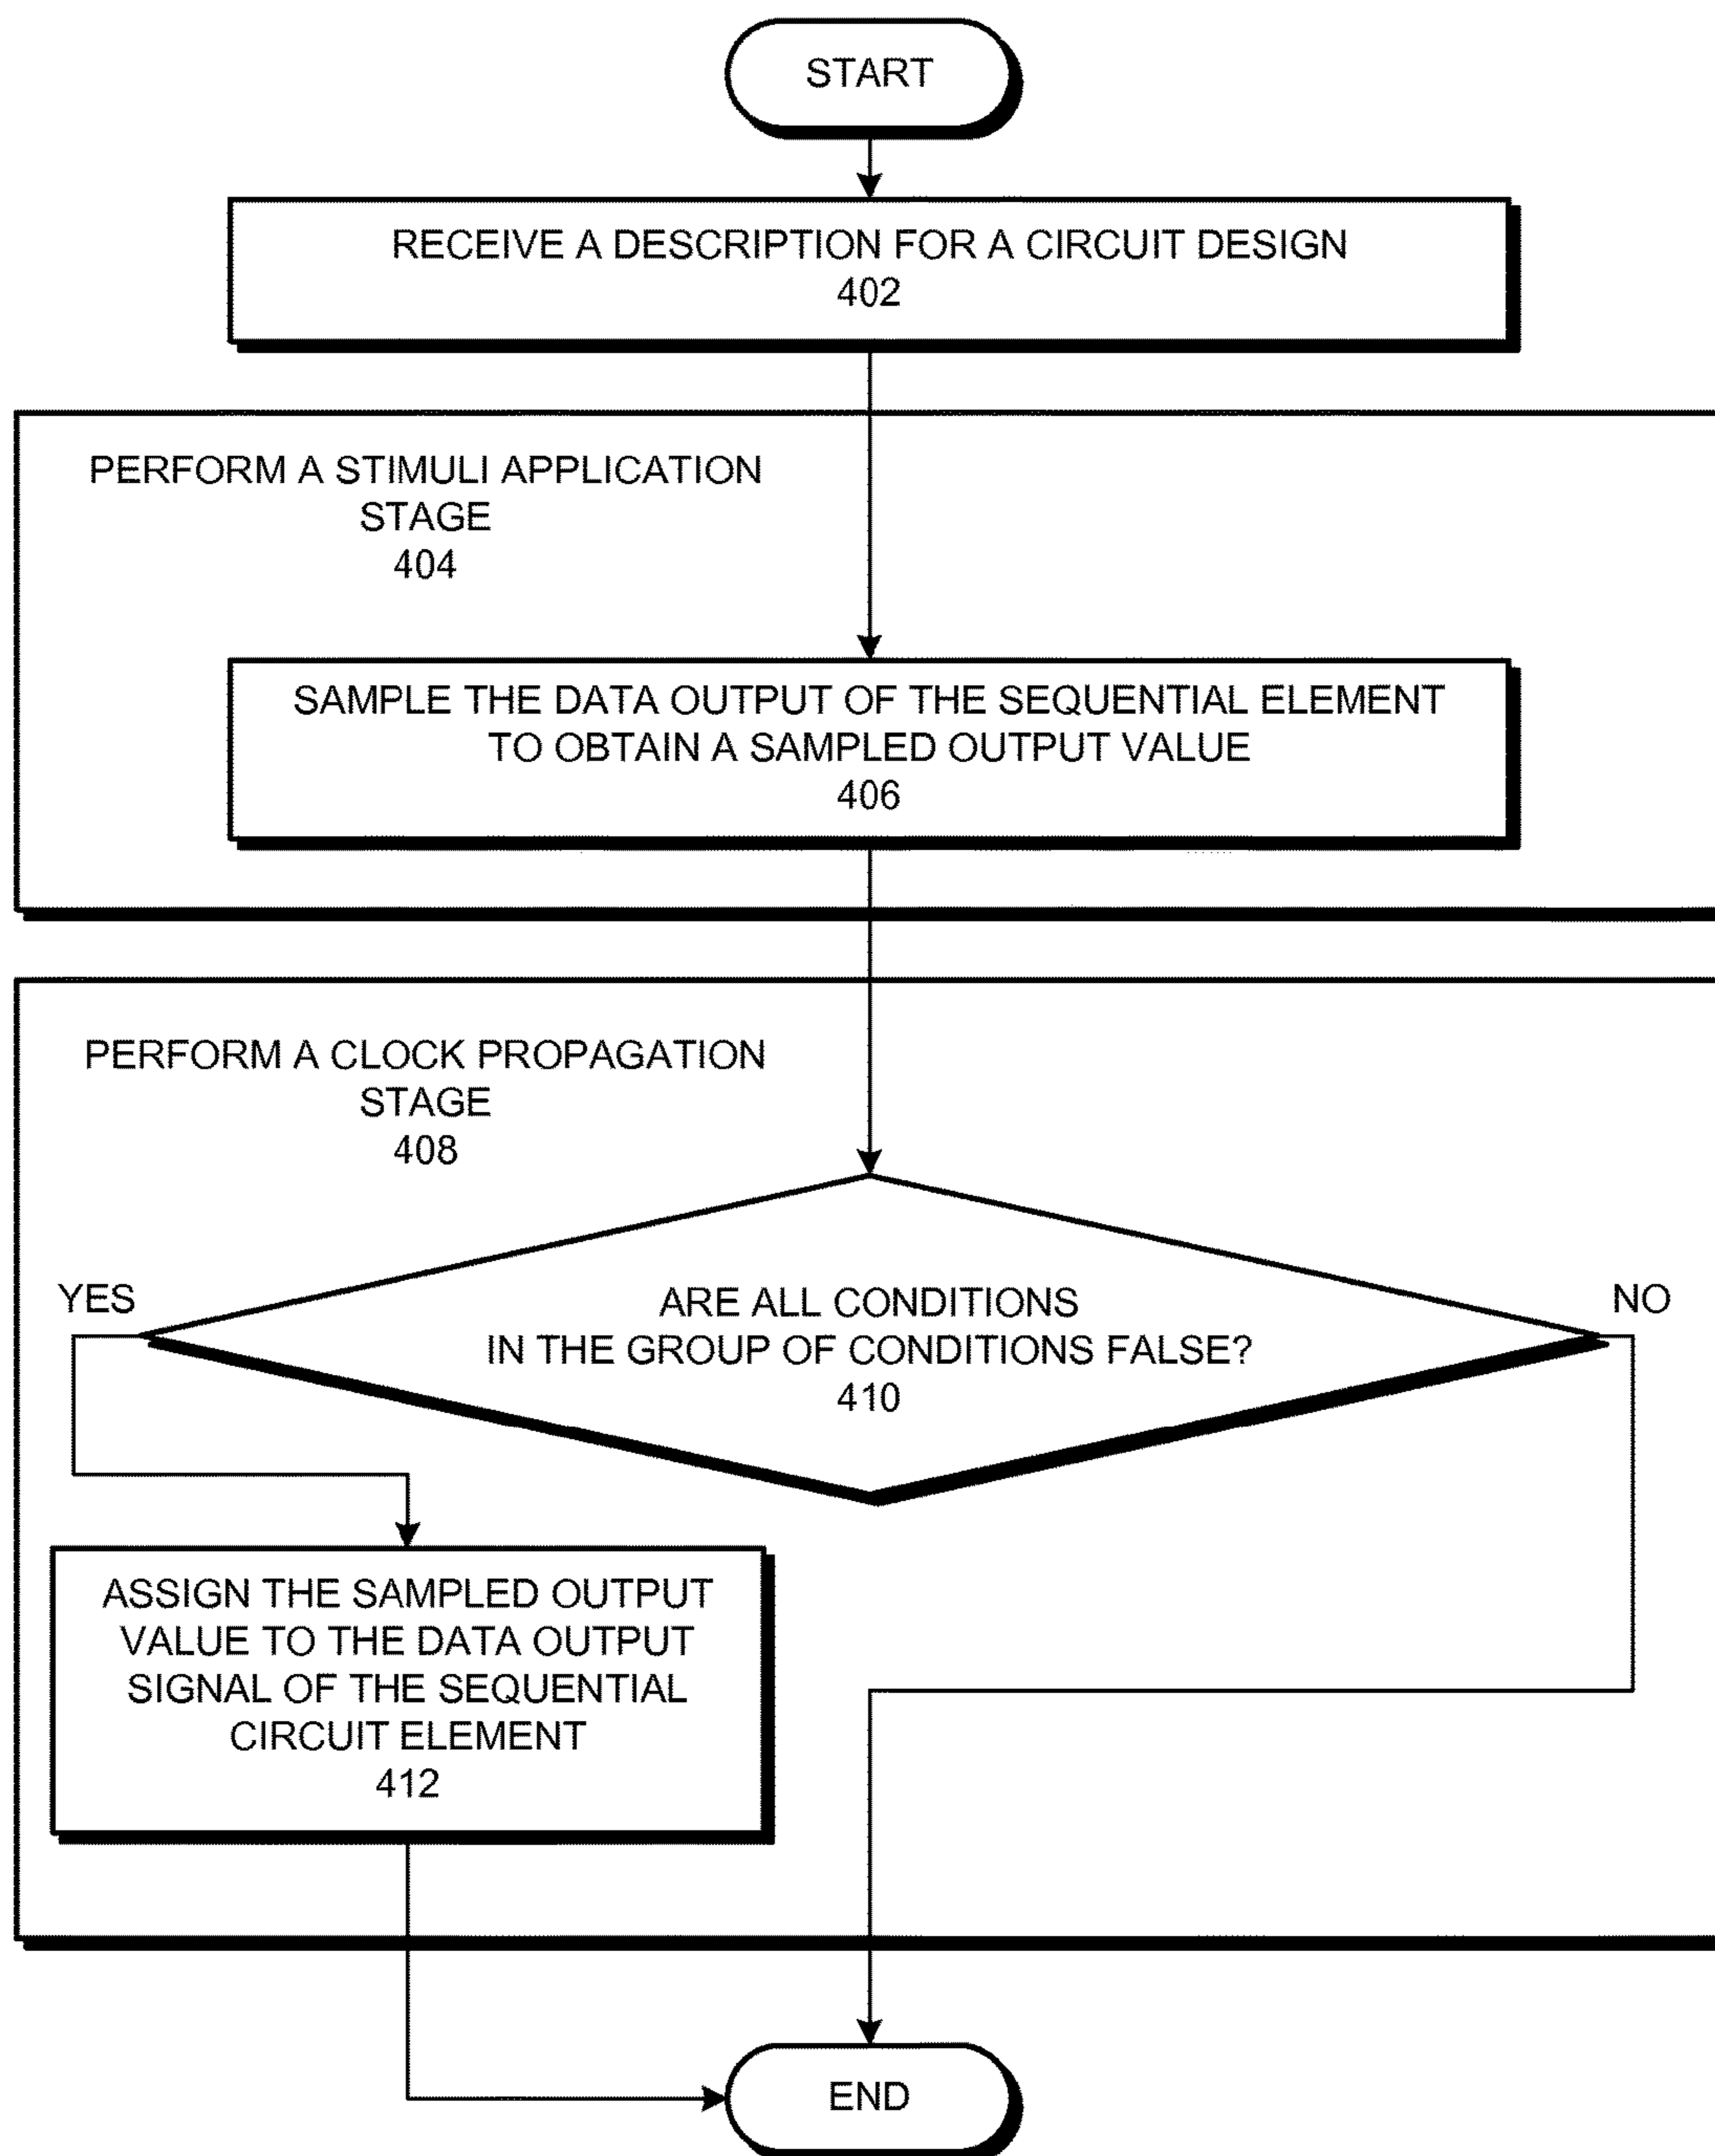 START
RECEIVE A DESCRIPTION FOR A CIRCUIT DESIGN
402
PERFORM A STIMULI APPLICATION
STAGE
404
SAMPLE THE DATA OUTPUT OF THE SEQUENTIAL ELEMENT
TO OBTAIN A SAMPLED OUTPUT VALUE
406
PERFORM A CLOCK PROPAGATION
STAGE
408
YES
ARE ALL CONDITIONS
IN THE GROUP OF CONDITIONS FALSE?
410
NO
ASSIGN THE SAMPLED OUTPUT
VALUE TO THE DATA OUTPUT
SIGNAL OF THE SEQUENTIAL
CIRCUIT ELEMENT
412
END